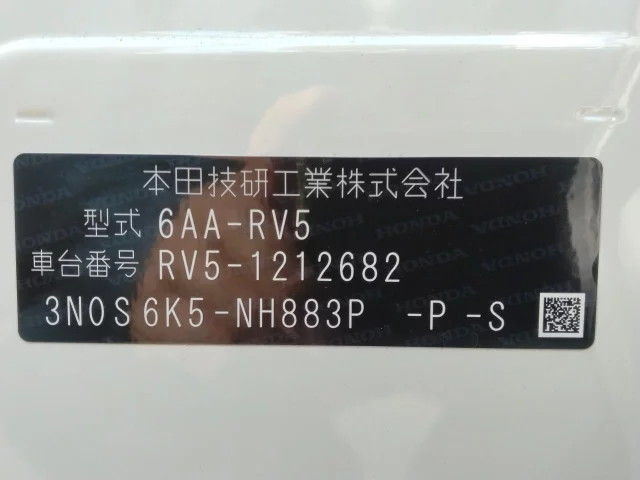 本田技研工業株式会社
型式 6AA-RV5
車台番号 RV5-1212682
3N0S6K5-NH883P -P-S